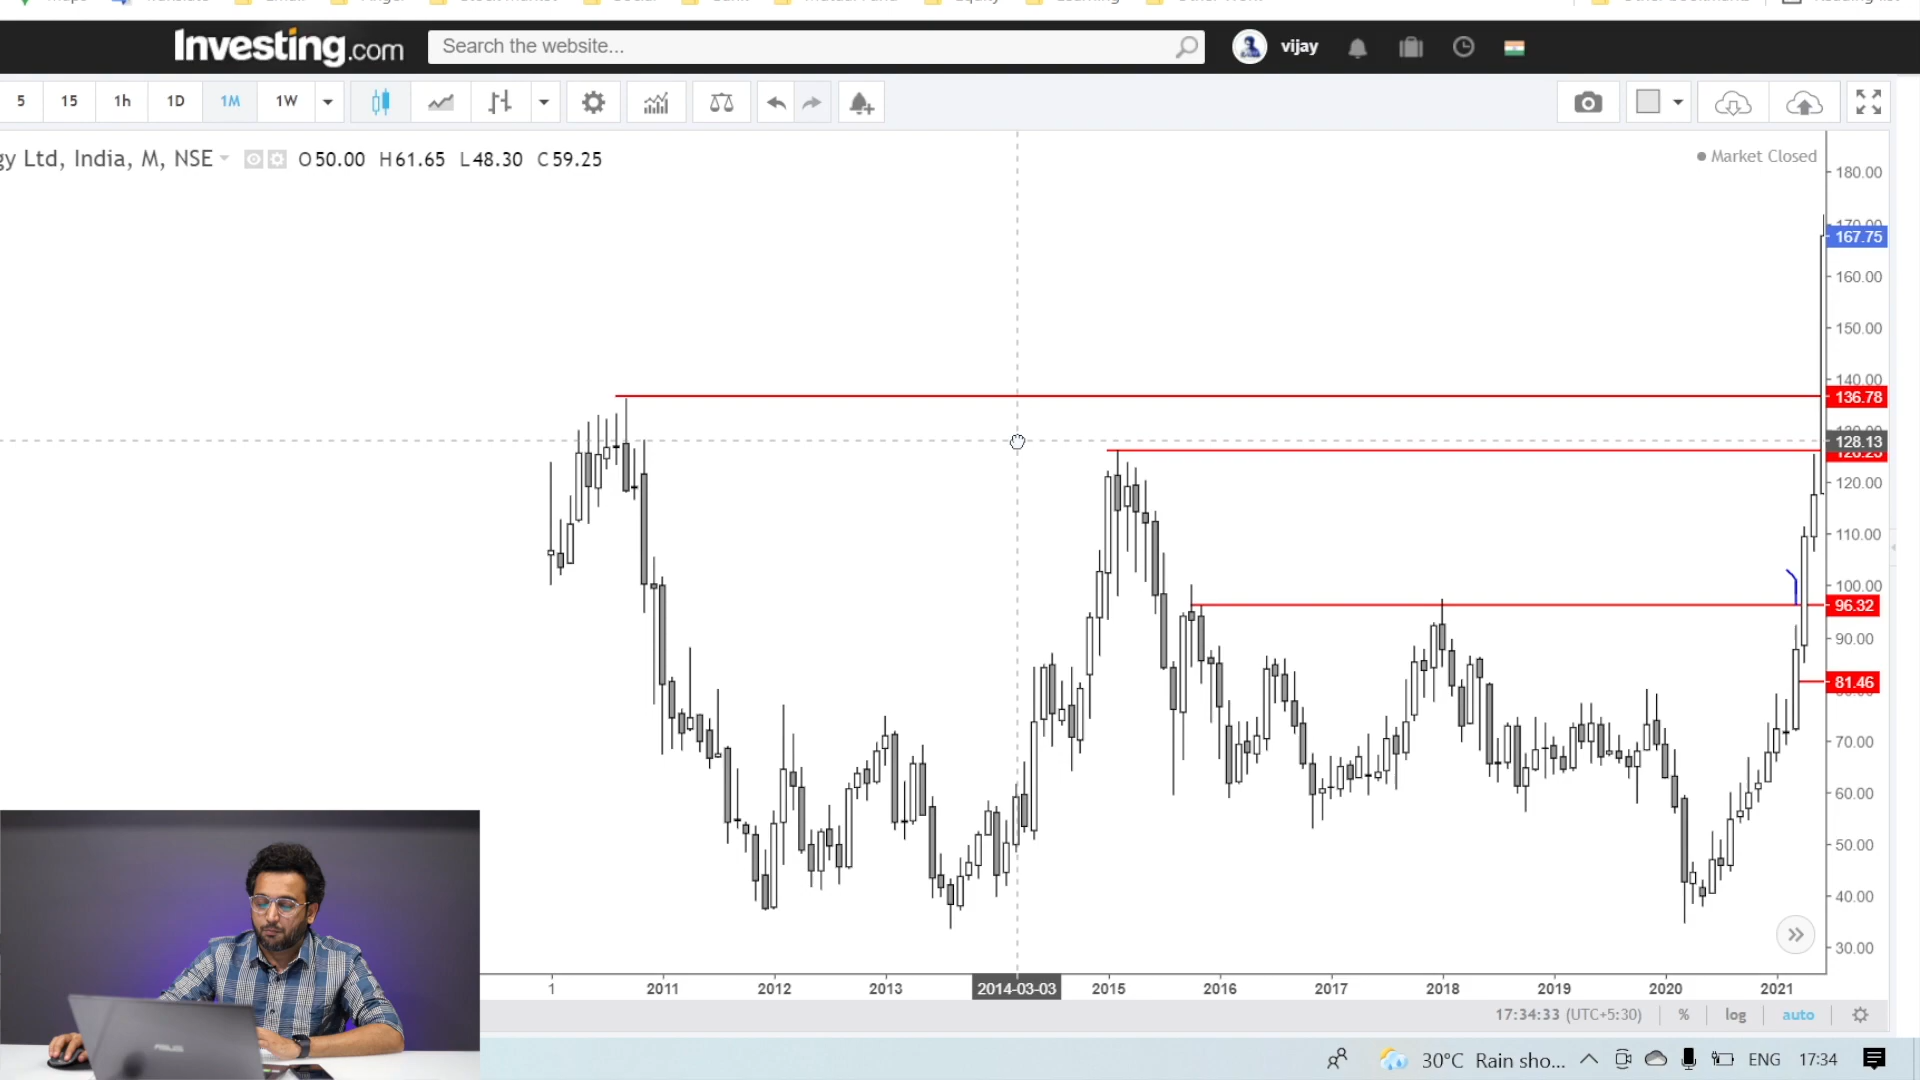 Investing.com
Search the website...
vijay
5 15 1h 1D 1M 1W
gy Ltd, India, M, NSE O50.00 H61.65 L48.30 C59.25
Market Closed
180.00
167.75
160.00
150.00
140.00
136.78
128.13
120.00
110.00
100.00
96.32
90.00
81.46
70.00
60.00
50.00
40.00
30.00
1 2011 2012 2013 2014-03-03 2015 2016 2017 2018 2019 2020 2021
17:34:33 (UTC+5:30) % log auto
ASUS
30°C Rain sho... ENG 17:34